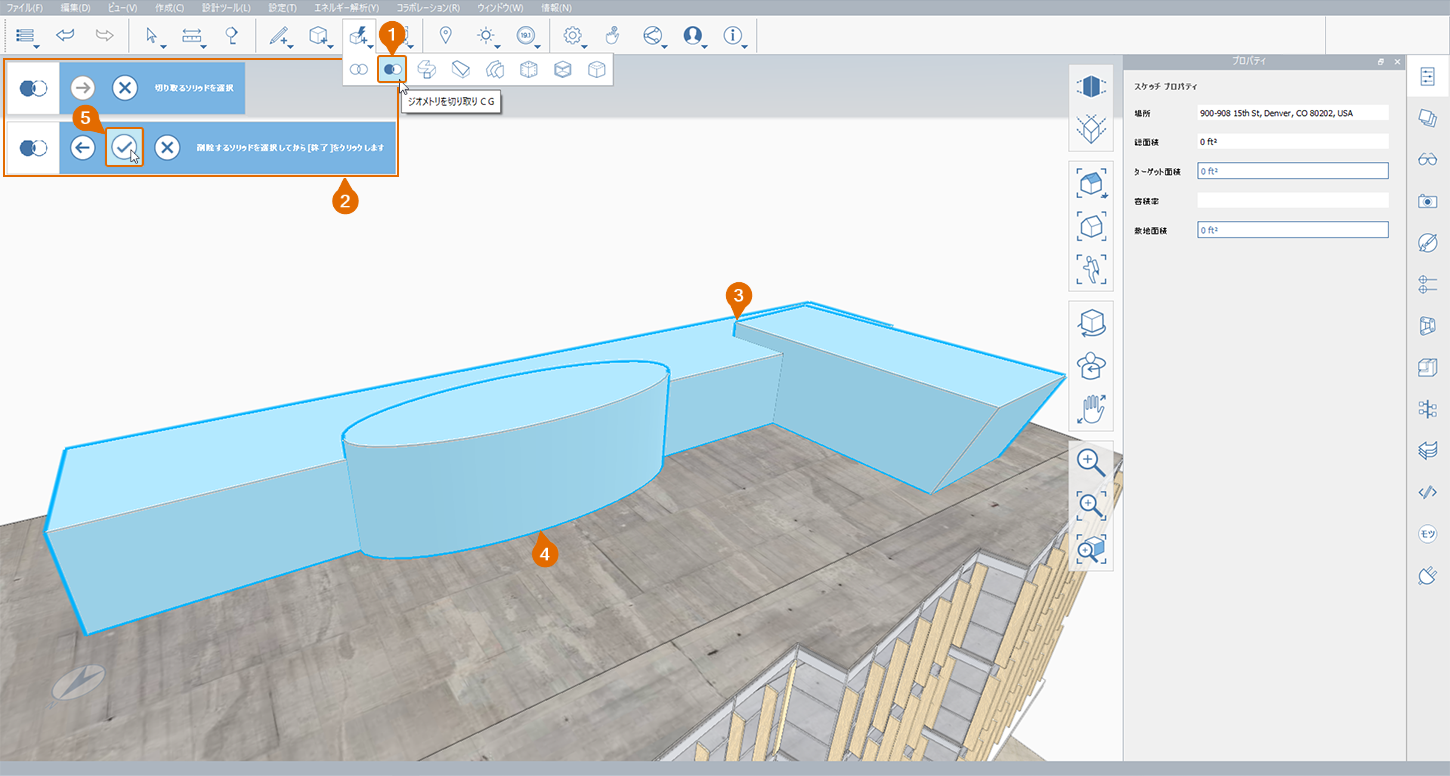 ファイル(F) 編集(D) ビュー(V) 作成(C) 設計ツール(L) 設定(T) エネルギー解析(Y) コラボレーション(R) ウィンドウ(W) 情報(N)
1
19.1
プロパティ
切り取るソリッドを選択
ジオメトリを切り取り C G
スケッチ プロパティ
場所 900-908 15th St, Denver, CO 80202, USA
5
削除するソリッドを選択してから[終了]をクリックします
総面積 0 ft²
ターゲット面積 0 ft²
2
容積率
敷地面積 0 ft²
3
4
モツ